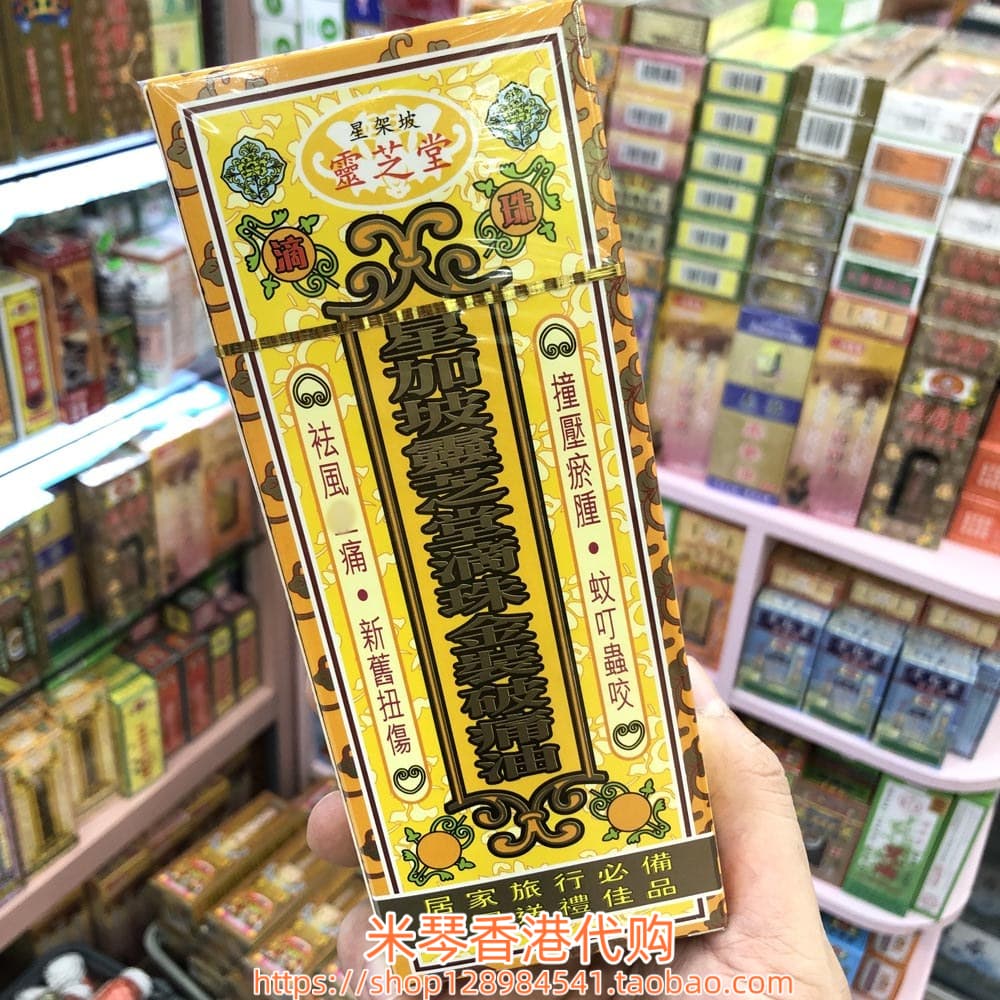 星架坡
靈芝堂
滴
珠
星加坡靈芝堂滴珠金裝破痛油
撞壓瘀腫•蚊叮蟲咬
袪風 痛•新舊扭傷
居家旅行必備
送禮佳品
米琴香港代购
https://shop128984541.taobao.com